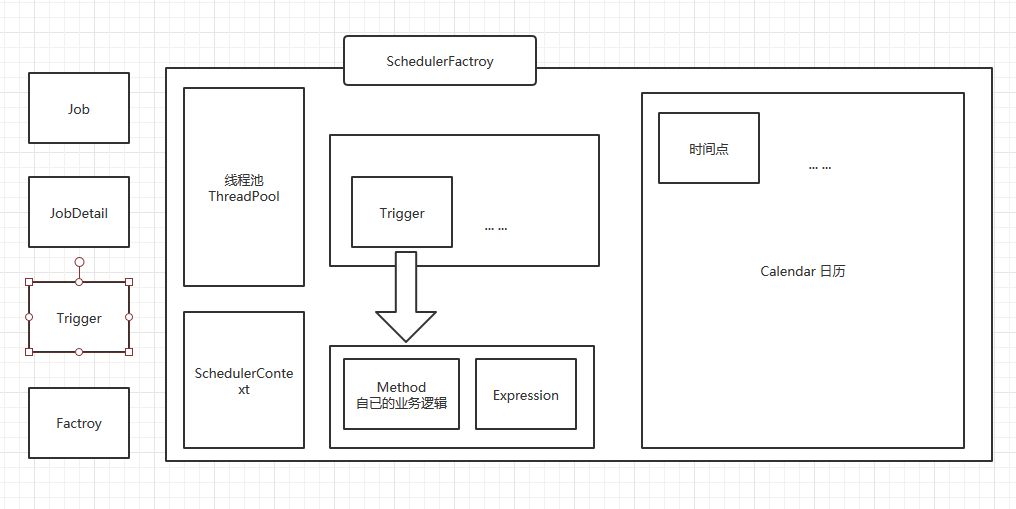 SchedulerFactroy
Job
JobDetail
Trigger
Factroy
线程池
ThreadPool
SchedulerConte
xt
Trigger
... ...
Method
自己的业务逻辑
Expression
时间点
... ...
Calendar 日历